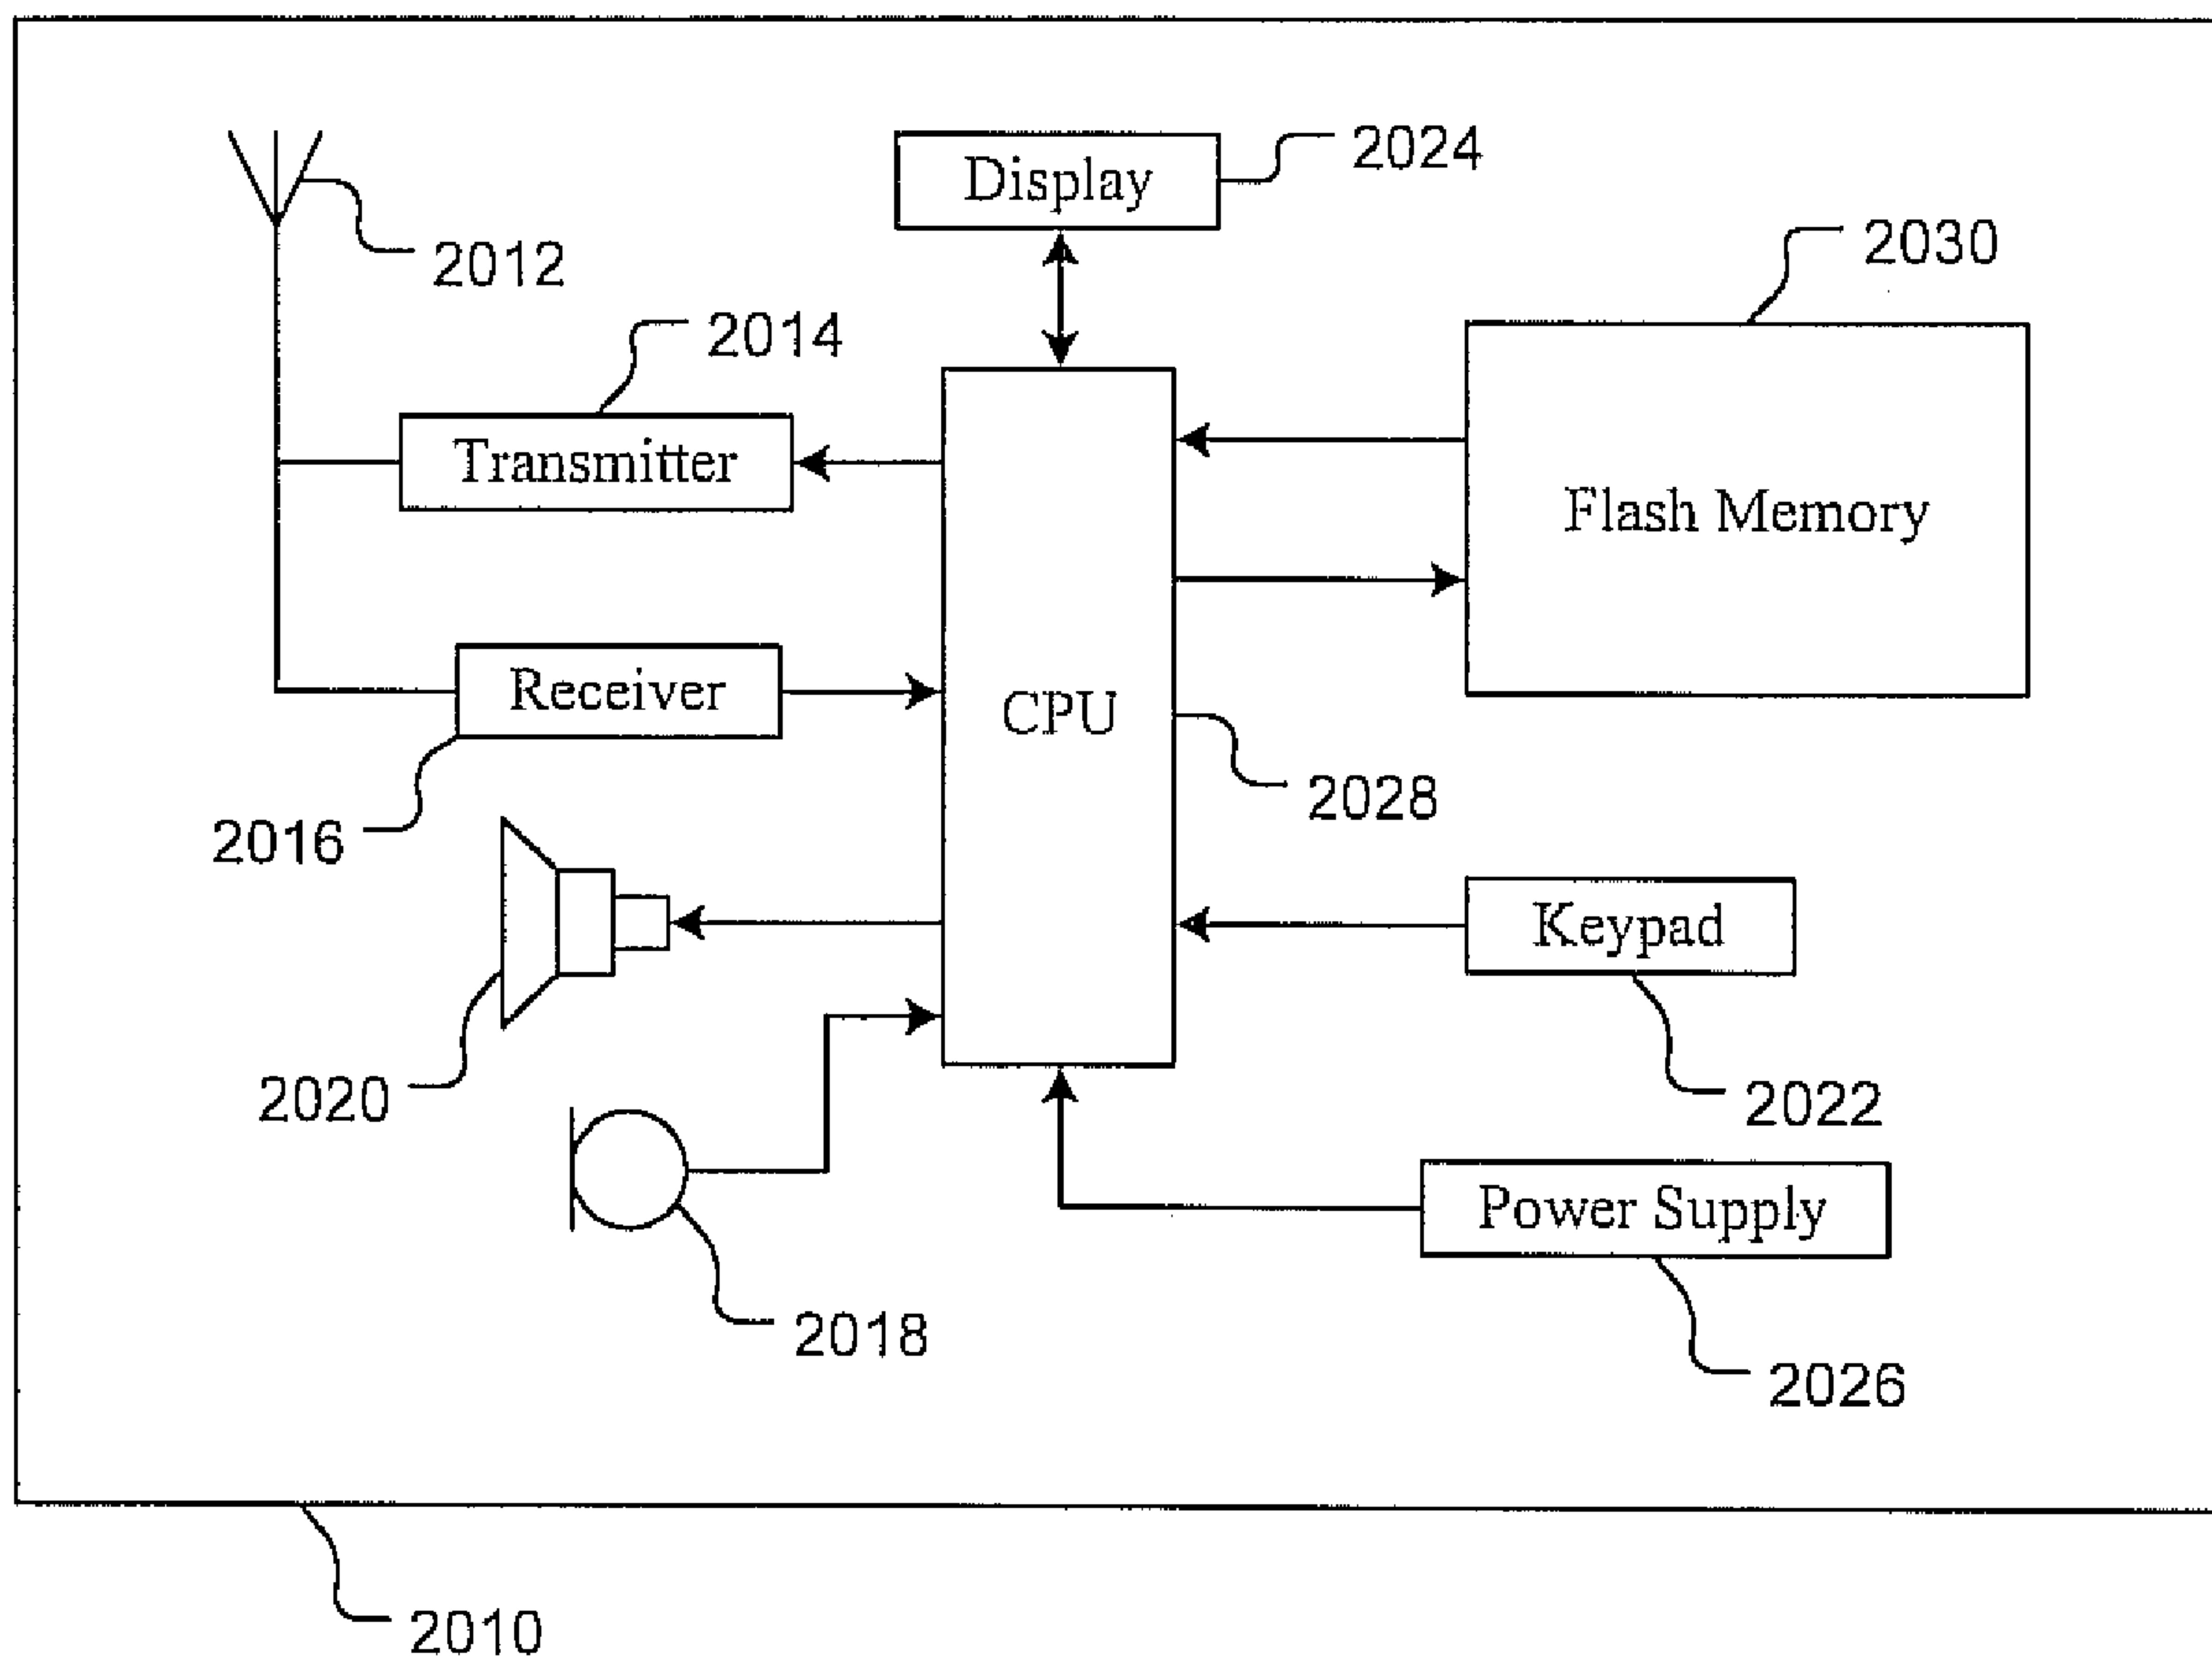 Display
2024
2012
2030
2014
Transmitter
Flash Memory
Receiver
CPU
2028
2016
Keypad
2020
2022
Power Supply
2018
2026
2010